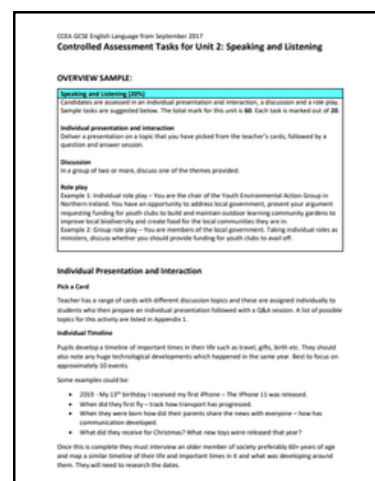 CCEA GCSE English Language from September 2017
Controlled Assessment Tasks for Unit 2: Speaking and Listening
OVERVIEW SAMPLE:
Speaking and Listening (20%)
Candidates are assessed in an individual presentation and interaction, a discussion and a role play.
Sample tasks are suggested below. The total mark for this unit is 60. Each task is marked out of 20.
Individual presentation and interaction
Deliver a presentation on a topic that you have picked from the teacher's cards, followed by a
question and answer session.
Discussion
In a group of two or more, discuss one of the themes provided.
Role play
Example 1: Individual role play – You are the chair of the Youth Environmental Action Group in
Northern Ireland. You have an opportunity to address local government, present your argument
requesting funding for youth clubs to build and maintain outdoor learning community gardens to
improve local biodiversity and create food for the local communities they are in.
Example 2: Group role play – You are members of the local government. Taking individual roles as
ministers, discuss whether you should provide funding for youth clubs to avail off.
Individual Presentation and Interaction
Pick a Card
Teacher has a range of cards with different discussion topics and these are assigned individually to
students who then prepare an individual presentation followed with a Q&A session. A list of possible
topics for this activity are listed in Appendix 1.
Individual Timeline
Pupils develop a timeline of important times in their life such as travel, gifts, birth etc. They should
also note any huge technological developments which happened in the same year. Best to focus on
approximately 10 events.
Some examples could be:
• 2019 - My 13th birthday I received my first iPhone – The iPhone 11 was released.
• When did they first fly – track how transport has progressed.
• When they were born how did their parents share the news with everyone – how has
communication developed.
• What did they receive for Christmas? What new toys were released that year?
Once this is complete they must interview an older member of society preferably 60+ years of age
and map a similar timeline of their life and important times in it and what was developing around
them. They will need to research the dates.